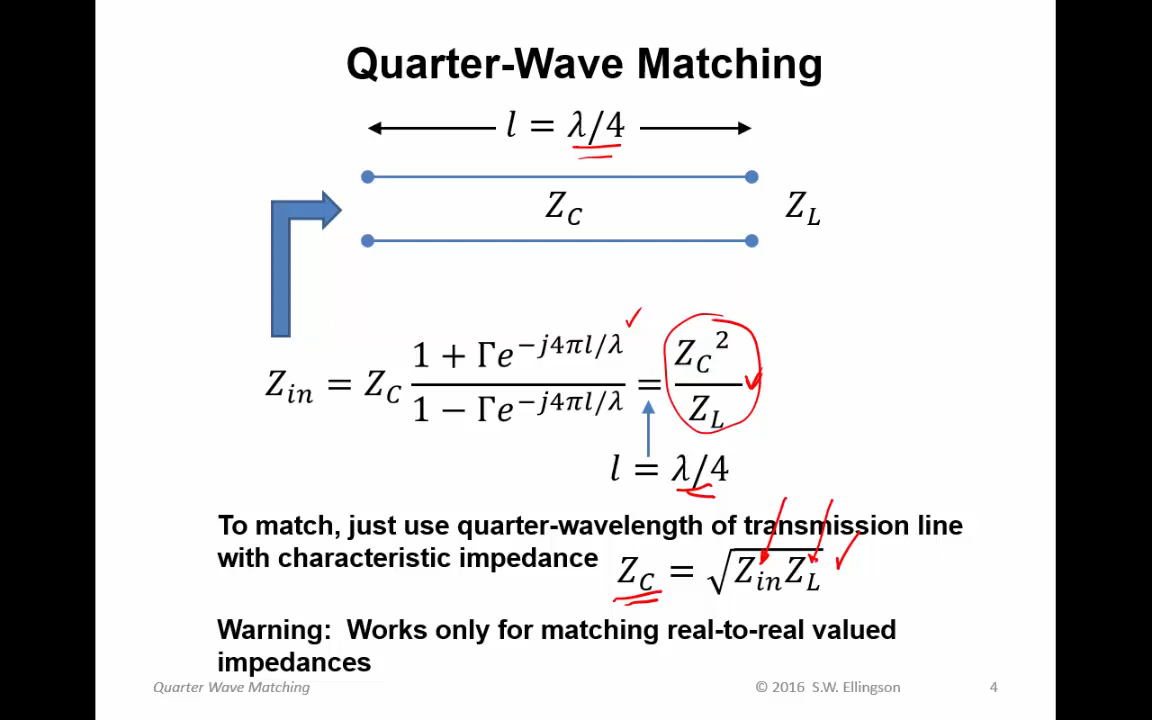 Quarter-Wave Matching
l = λ/4
Z_C Z_L
Z_in = Z_C (1 + Γe^{-j4πl/λ}) / (1 − Γe^{-j4πl/λ}) = Z_C² / Z_L
l = λ/4
To match, just use quarter-wavelength of transmission line
with characteristic impedance Z_C = √(Z_in Z_L)
Warning: Works only for matching real-to-real valued
impedances
Quarter Wave Matching © 2016 S.W. Ellingson 4